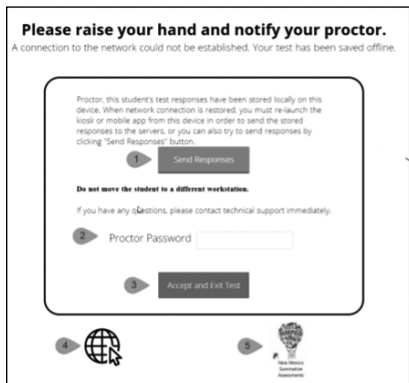 Please raise your hand and notify your proctor.
A connection to the network could not be established. Your test has been saved offline.
Proctor, this student's test responses have been stored locally on this
device. When network connection is restored, you must re-launch the
kiosk or mobile app from this device in order to send the stored
responses to the servers, or you can also try to send responses by
clicking "Send Responses" button.
1 Send Responses
Do not move the student to a different workstation.
If you have any questions, please contact technical support immediately.
2 Proctor Password
3 Accept and Exit Test
4
5
New Mexico
Summative
Assessments